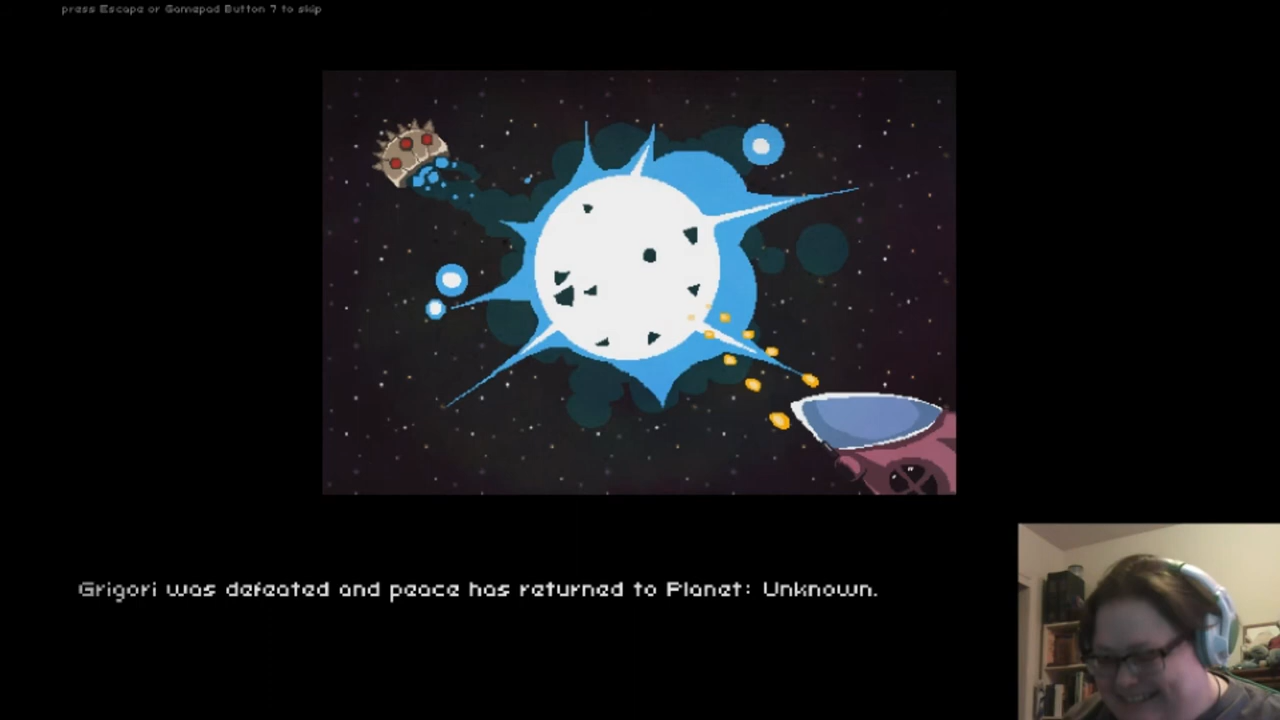 press Escape or Gamepad Button 7 to skip
Grigori was defeated and peace has returned to Planet: Unknown.